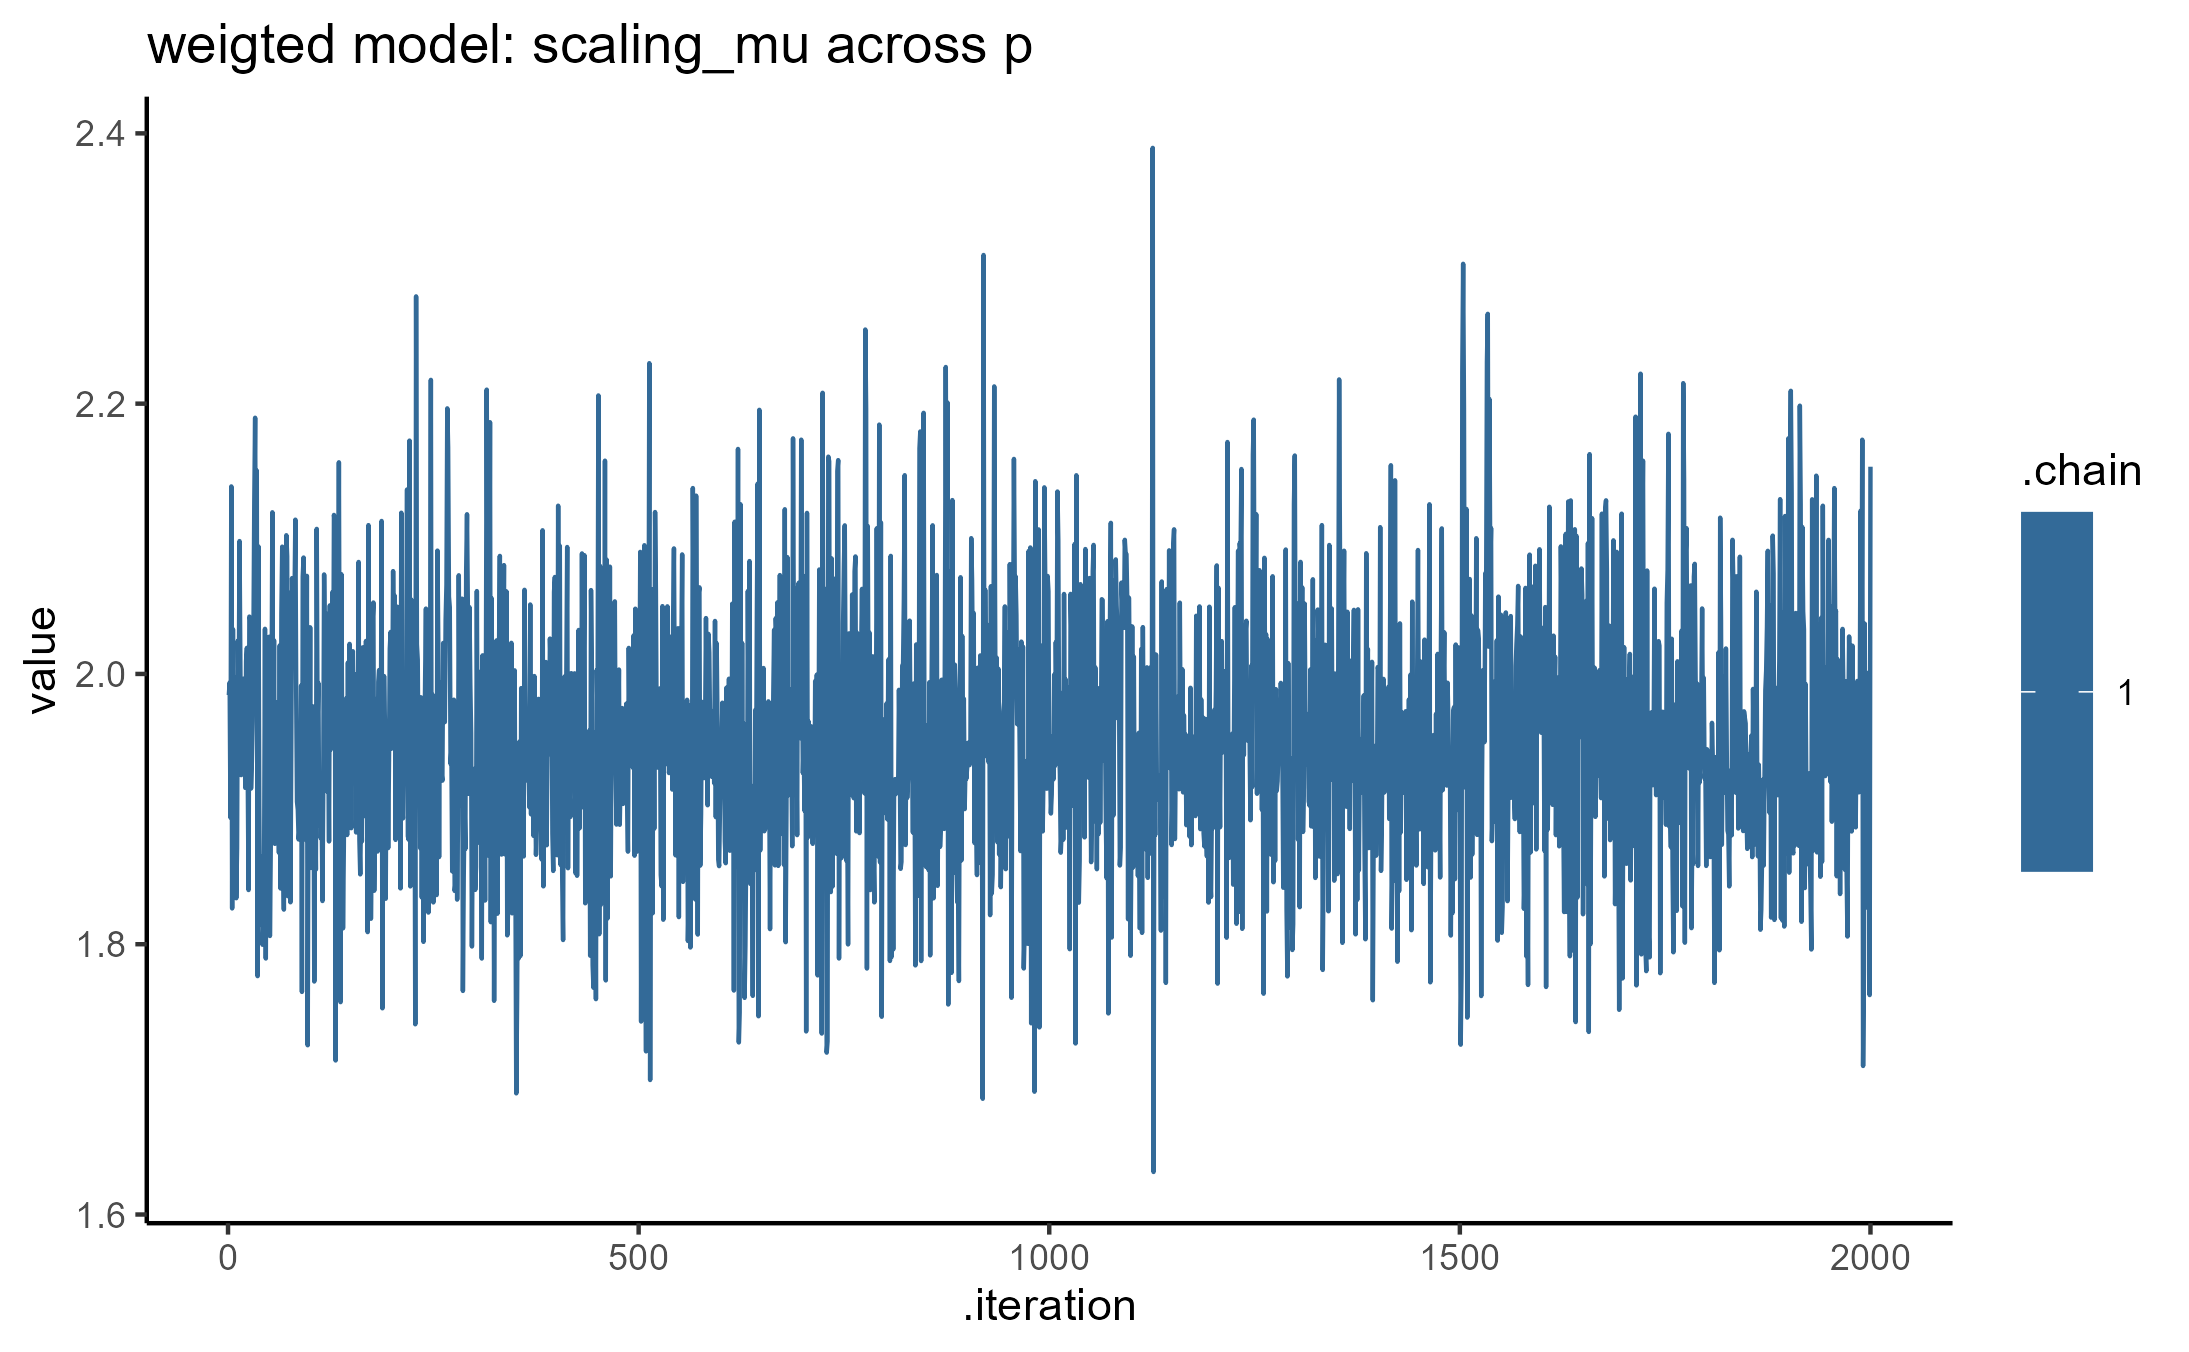 weigted model: scaling_mu across p
2.4
2.2
2.0
1.8
1.6
value
0 500 1000 1500 2000
.iteration
.chain
1